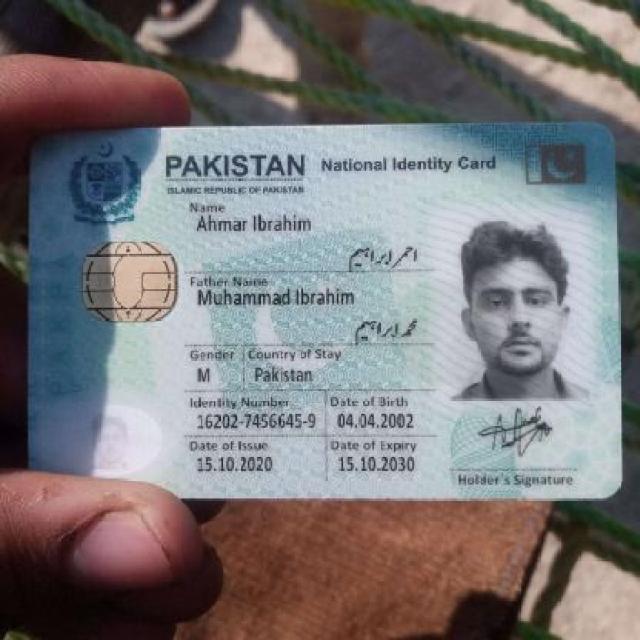 PAKISTAN National Identity Card
ISLAMIC REPUBLIC OF PAKISTAN
Name
Ahmar Ibrahim
احمر ابراہیم
Father Name
Muhammad Ibrahim
محمد ابراہیم
Gender Country of Stay
M Pakistan
Identity Number Date of Birth
16202-7456645-9 04.04.2002
Date of Issue Date of Expiry
15.10.2020 15.10.2030
Holder's Signature